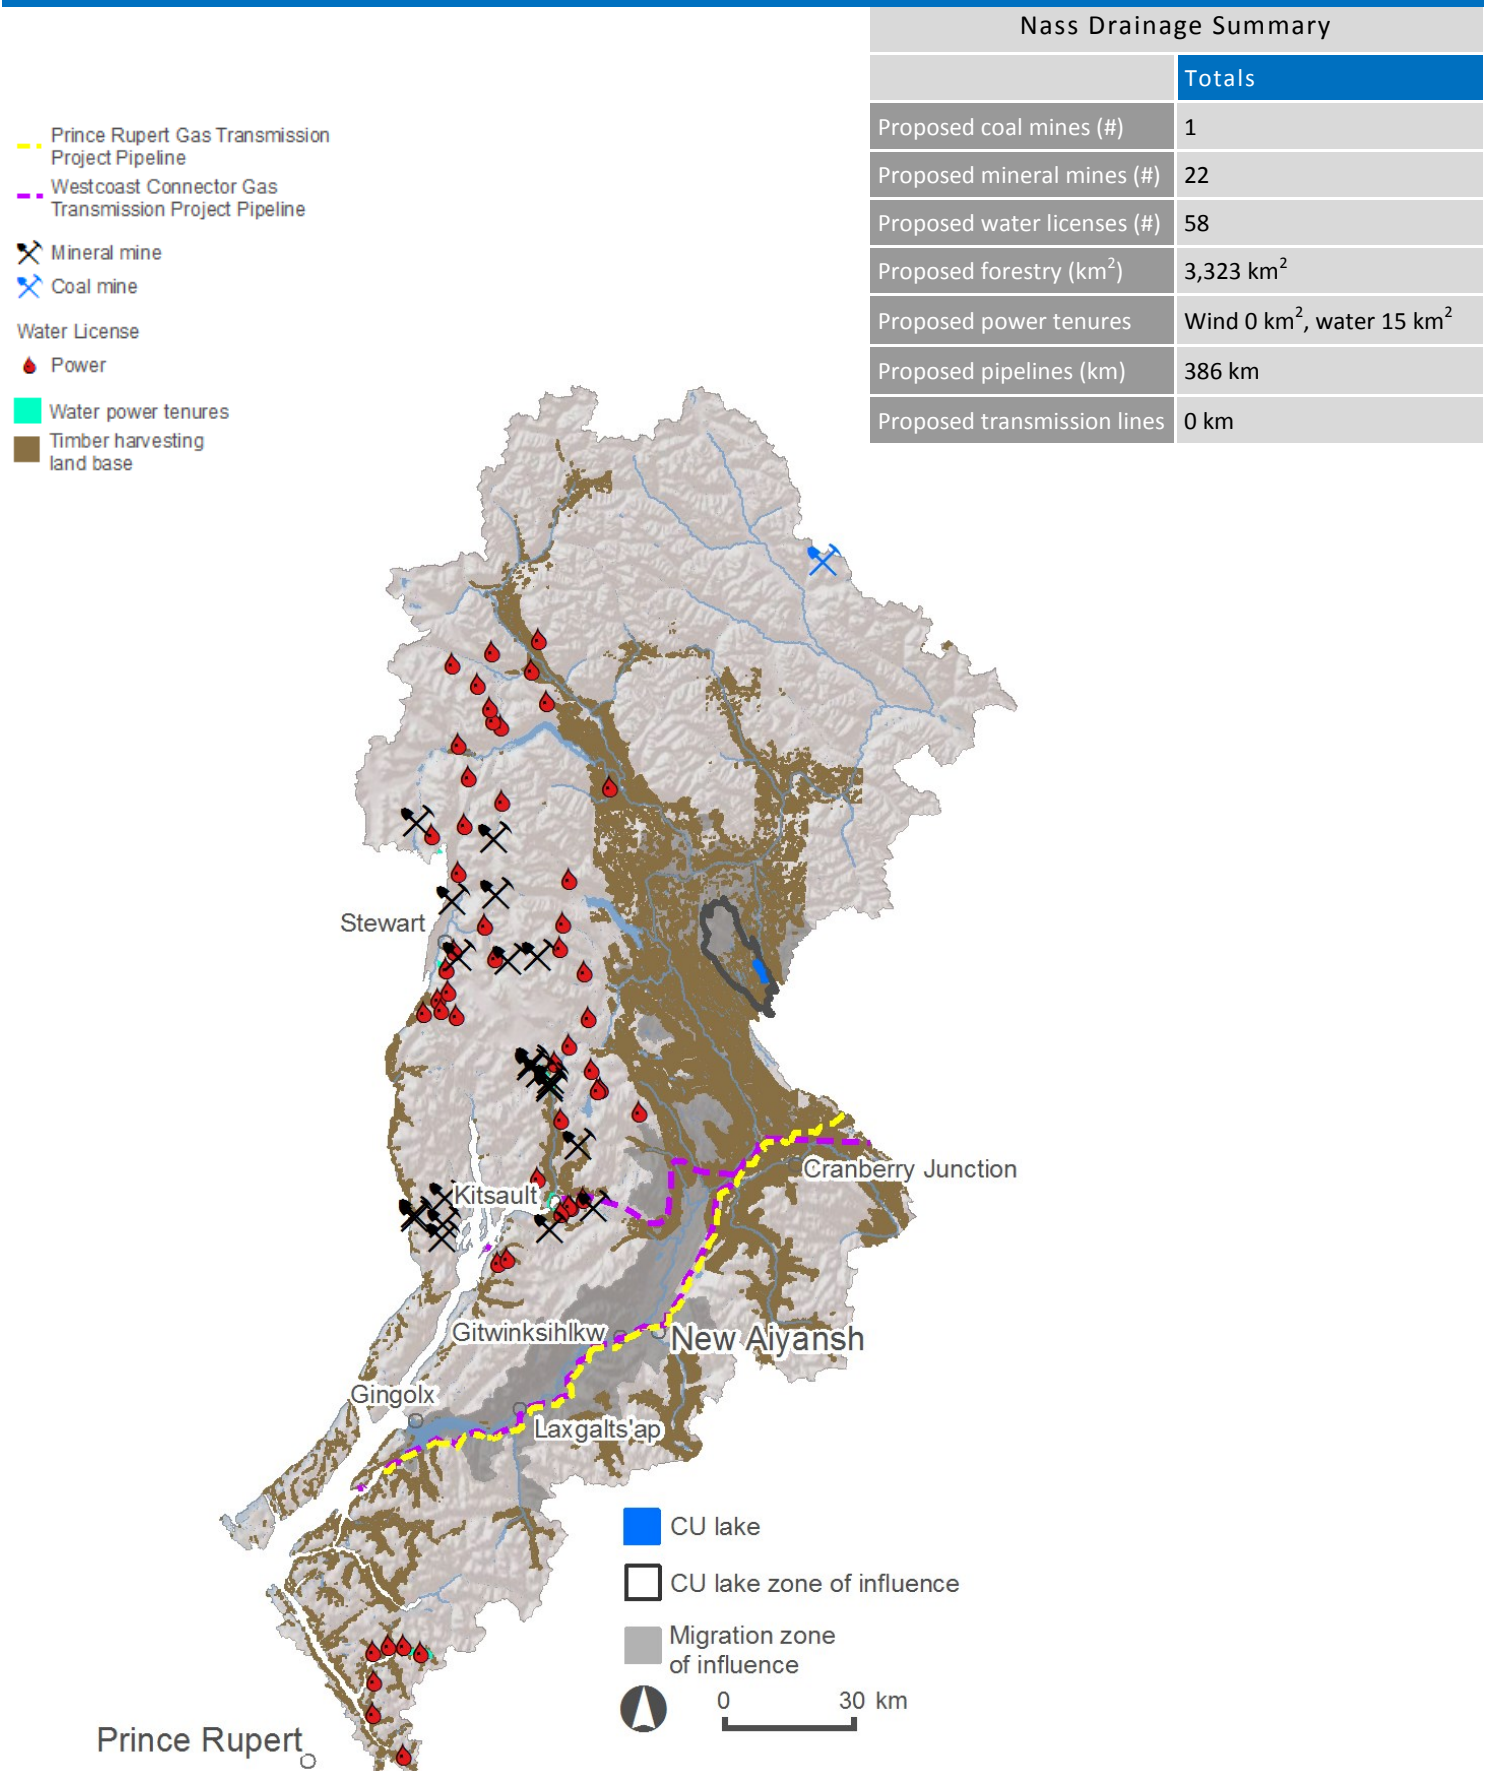 Nass Drainage Summary
Totals
Proposed coal mines (#) 1
Proposed mineral mines (#) 22
Proposed water licenses (#) 58
Proposed forestry (km²) 3,323 km²
Proposed power tenures Wind 0 km², water 15 km²
Proposed pipelines (km) 386 km
Proposed transmission lines 0 km
Prince Rupert Gas Transmission
Project Pipeline
Westcoast Connector Gas
Transmission Project Pipeline
Mineral mine
Coal mine
Water License
Power
Water power tenures
Timber harvesting
land base
Stewart
Cranberry Junction
Kitsault
Gitwinksihlkw
New Aiyansh
Gingolx
Laxgalts'ap
CU lake
CU lake zone of influence
Migration zone
of influence
0 30 km
Prince Rupert